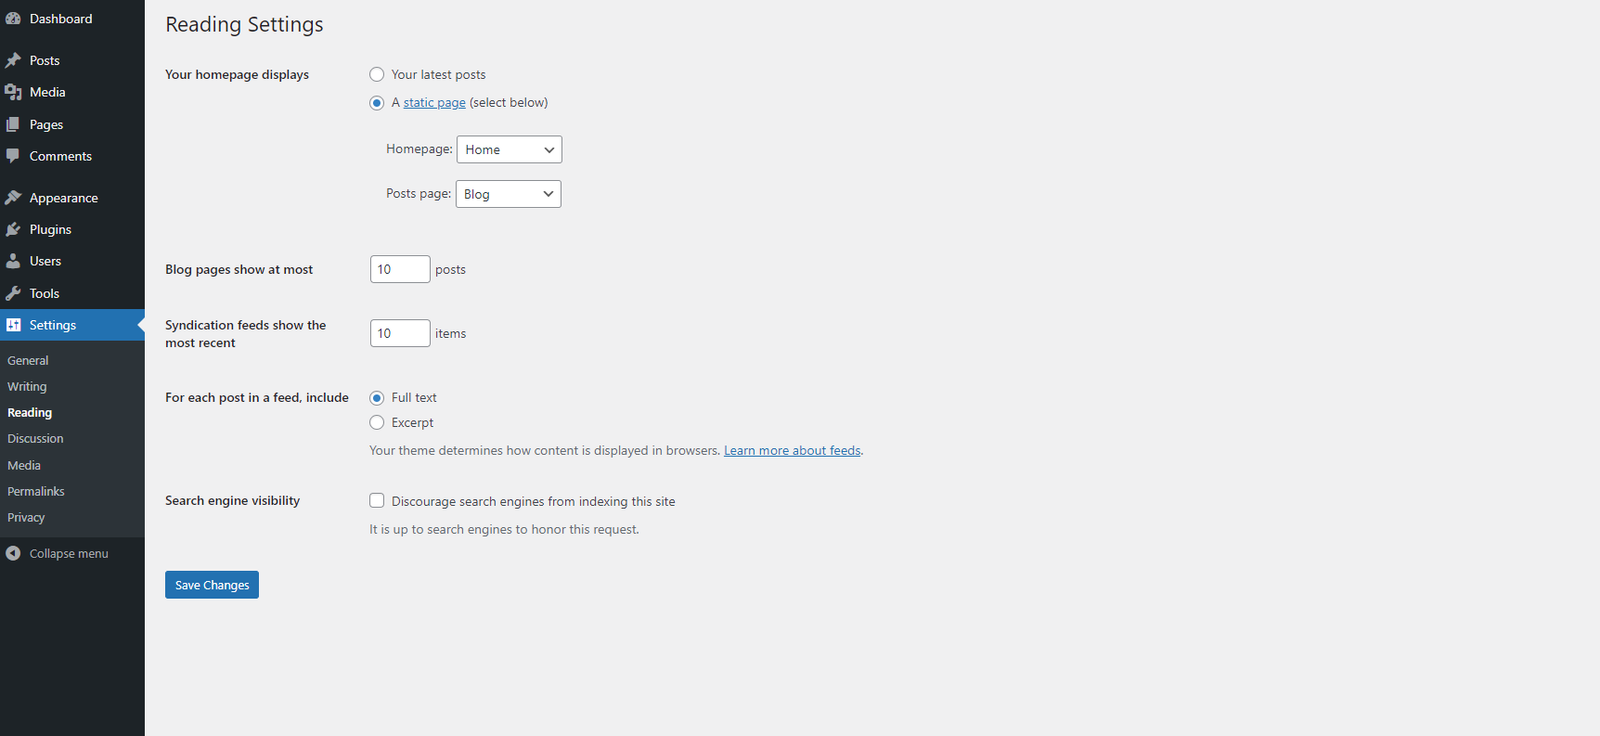 Dashboard
Posts
Media
Pages
Comments
Appearance
Plugins
Users
Tools
Settings
General
Writing
Reading
Discussion
Media
Permalinks
Privacy
Collapse menu
Reading Settings
Your homepage displays
Your latest posts
A static page (select below)
Homepage: Home
Posts page: Blog
Blog pages show at most
10 posts
Syndication feeds show the
most recent
10 items
For each post in a feed, include
Full text
Excerpt
Your theme determines how content is displayed in browsers. Learn more about feeds.
Search engine visibility
Discourage search engines from indexing this site
It is up to search engines to honor this request.
Save Changes